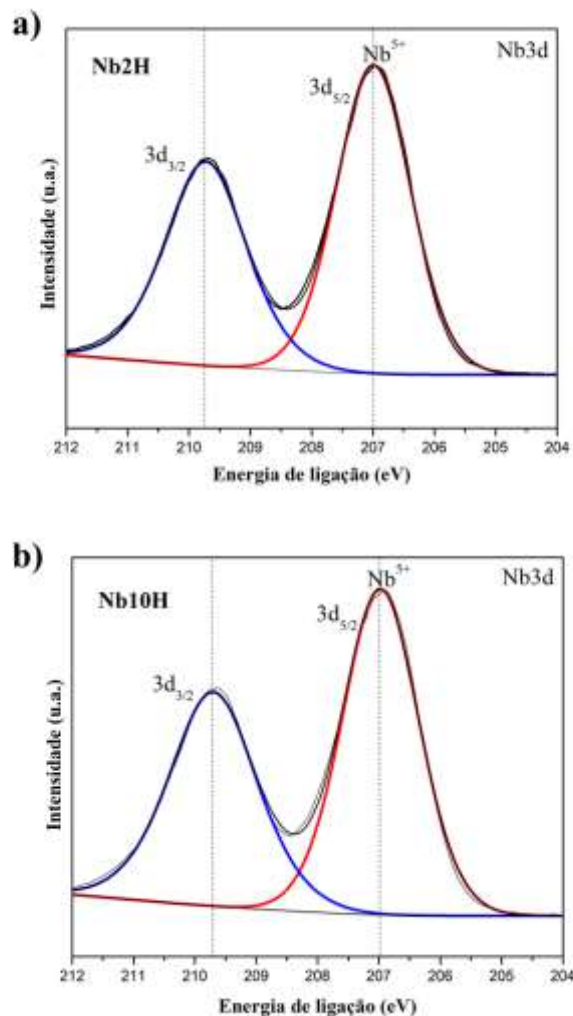 a)
Nb2H
Nb⁵⁺
Nb3d
3d₅/₂
3d₃/₂
Intensidade (u.a.)
212 211 210 209 208 207 206 205 204
Energia de ligação (eV)
b)
Nb10H
Nb⁵⁺
Nb3d
3d₅/₂
3d₃/₂
Intensidade (u.a.)
212 211 210 209 208 207 206 205 204
Energia de ligação (eV)